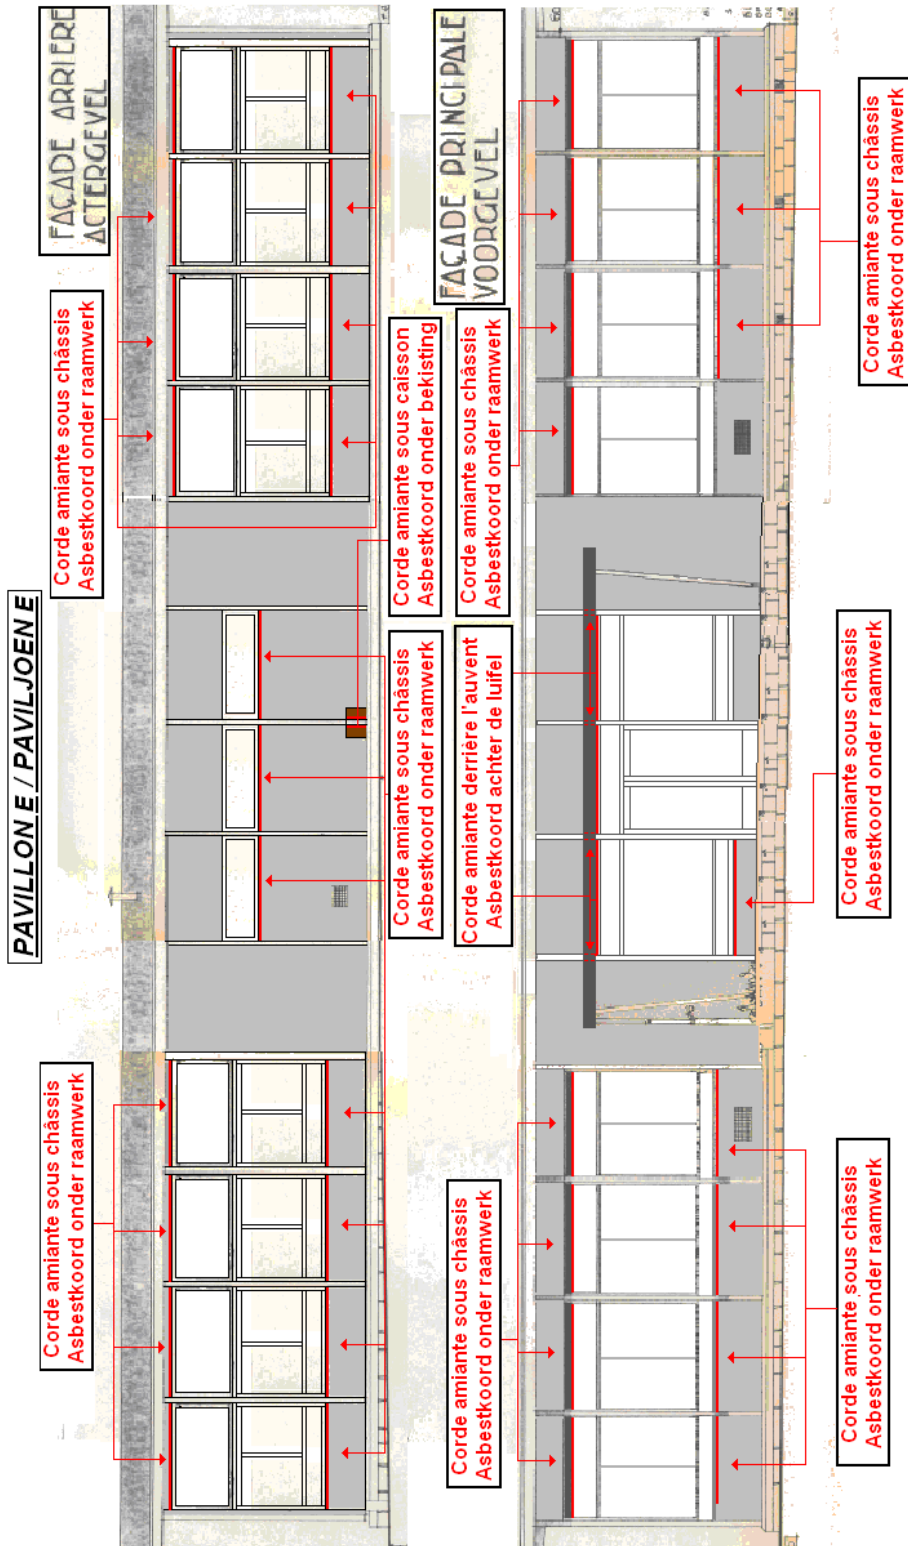 PAVILLON E / PAVILJOEN E
FAÇADE ARRIERE
ACTERGEVEL
Corde amiante sous châssis
Asbestkoord onder raamwerk
Corde amiante sous châssis
Asbestkoord onder raamwerk
Corde amiante sous châssis
Asbestkoord onder raamwerk
Corde amiante sous caisson
Asbestkoord onder bekisting
FAÇADE PRINCIPALE
VOORGEVEL
Corde amiante sous châssis
Asbestkoord onder raamwerk
Corde amiante derrière l'auvent
Asbestkoord achter de luifel
Corde amiante sous châssis
Asbestkoord onder raamwerk
Corde amiante sous châssis
Asbestkoord onder raamwerk
Corde amiante sous châssis
Asbestkoord onder raamwerk
Corde amiante sous châssis
Asbestkoord onder raamwerk